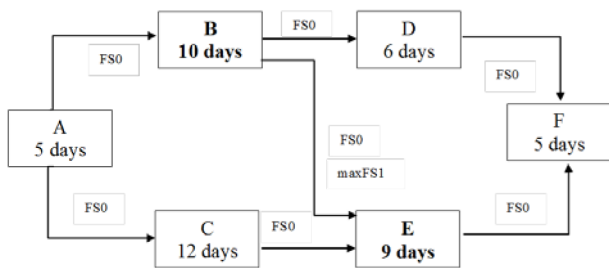 B
10 days
FS0
D
6 days
FS0
FS0
A
5 days
F
5 days
FS0
maxFS1
FS0
C
12 days
FS0
E
9 days
FS0